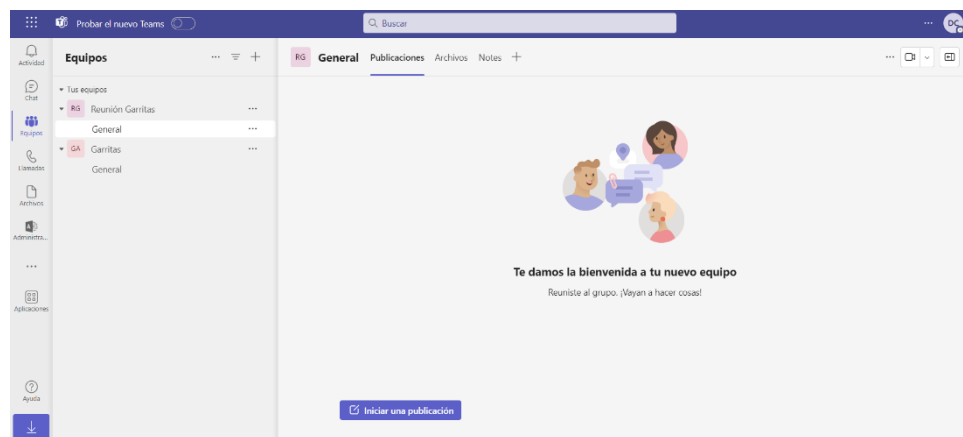 Probar el nuevo Teams
Buscar
DC
Actividad
Chat
Equipos
Llamadas
Archivos
Administra...
Aplicaciones
Ayuda
Equipos
Tus equipos
RG Reunión Garritas
General
GA Garritas
General
RG General Publicaciones Archivos Notes
Te damos la bienvenida a tu nuevo equipo
Reuniste al grupo. ¡Vayan a hacer cosas!
Iniciar una publicación